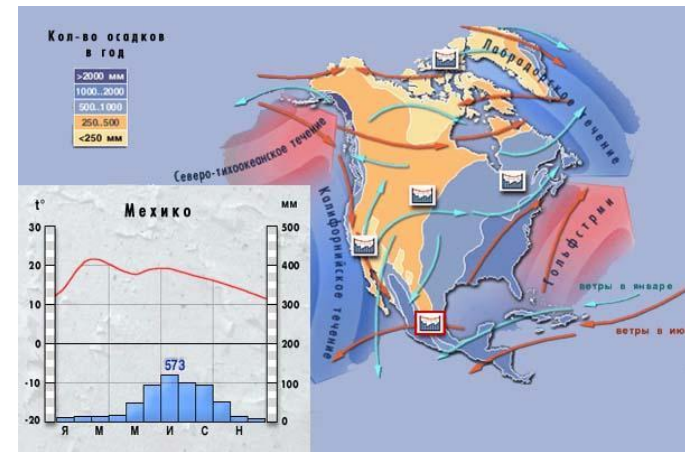 Кол-во осадков
в год
>2000 мм
1000..2000
500..1000
250..500
<250 мм
Лабрадорское течение
Северо-тихоокеанское течение
Калифорнийское течение
Гольфстрим
ветры в январе
ветры в ию
t° Мехико мм
30 500
20 400
10 300
0 200
-10 100
573
-20 0
Я М М И С Н